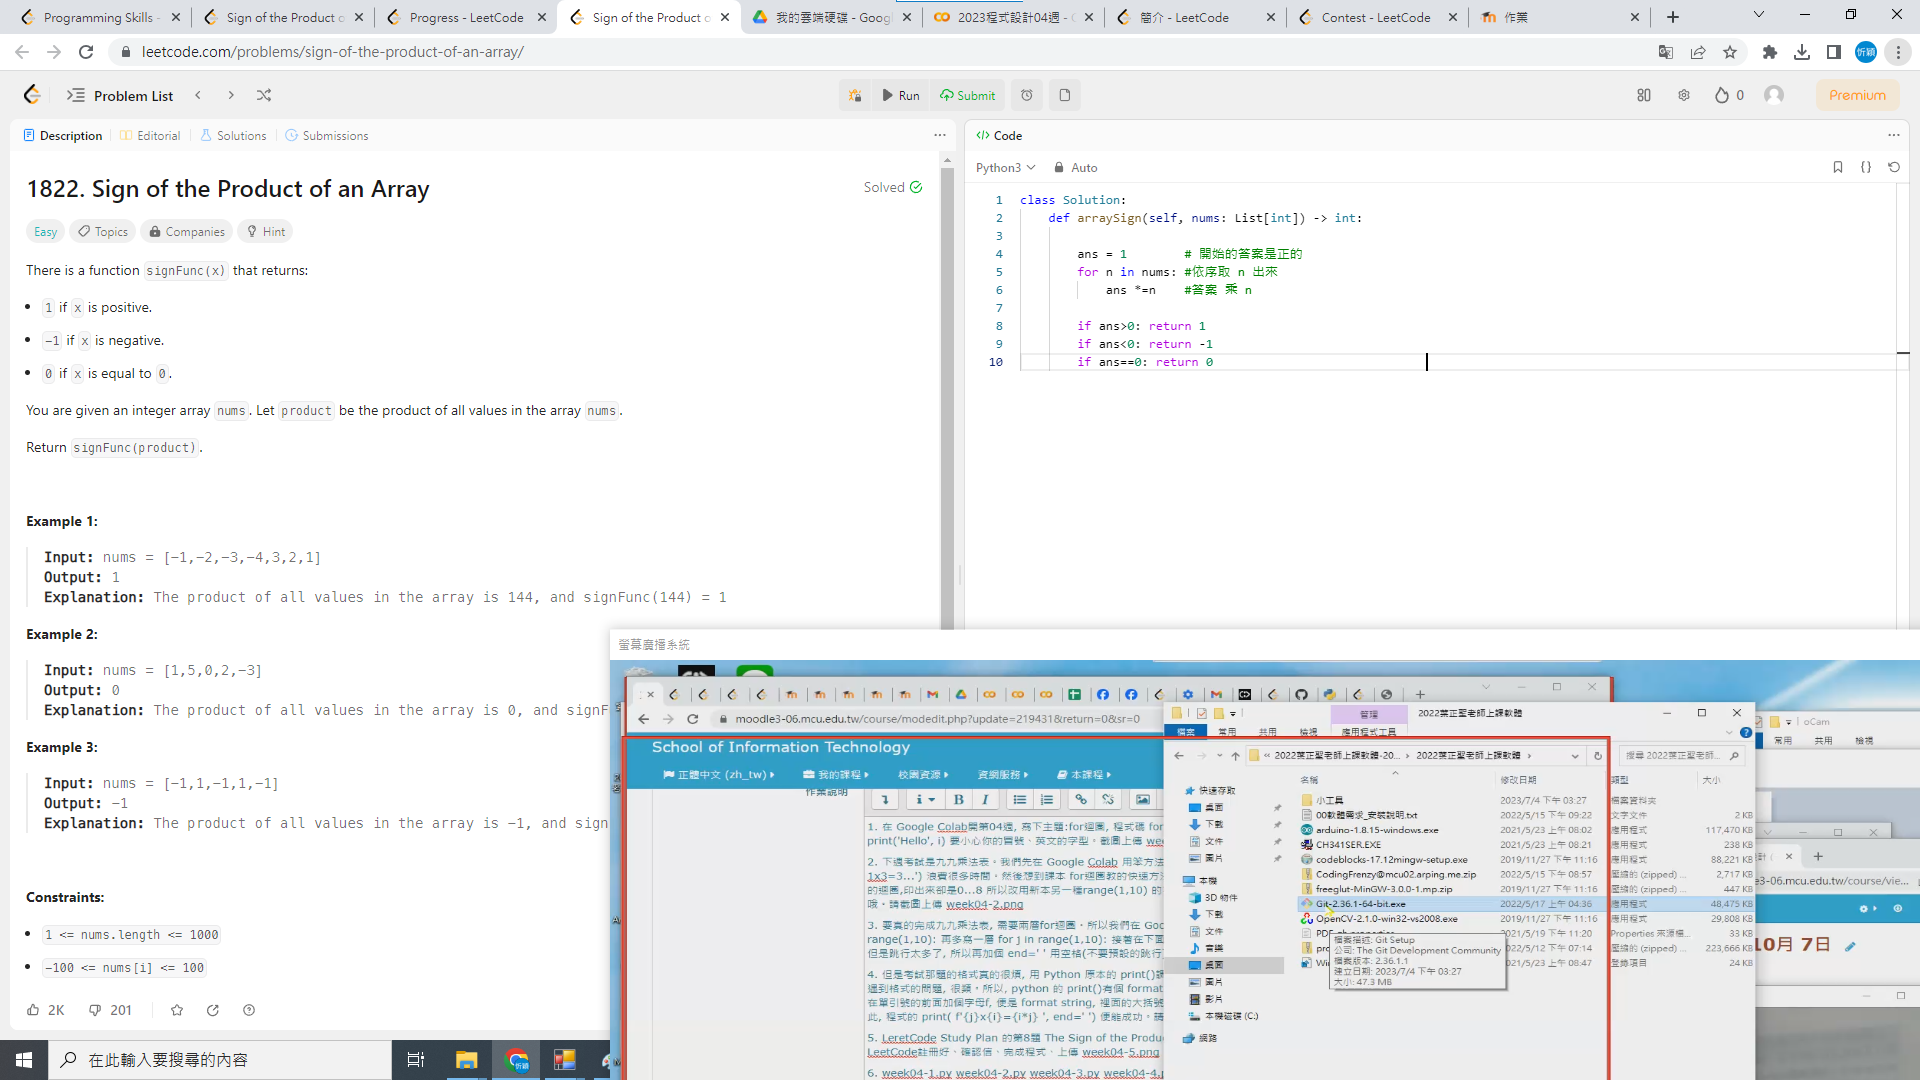 Programming Skills -
Sign of the Product o
Progress - LeetCode
Sign of the Product o
我的雲端硬碟 - Goog
2023程式設計04週 - C
簡介 - LeetCode
Contest - LeetCode
作業
leetcode.com/problems/sign-of-the-product-of-an-array/
忻穎
Problem List
Run
Submit
0
Premium
Description
Editorial
Solutions
Submissions
Code
1822. Sign of the Product of an Array
Solved
Python3
Auto
Easy
Topics
Companies
Hint
There is a function signFunc(x) that returns:
1 if x is positive.
-1 if x is negative.
0 if x is equal to 0.
You are given an integer array nums. Let product be the product of all values in the array nums.
Return signFunc(product).
Example 1:
Input: nums = [-1,-2,-3,-4,3,2,1]
Output: 1
Explanation: The product of all values in the array is 144, and signFunc(144) = 1
Example 2:
Input: nums = [1,5,0,2,-3]
Output: 0
Explanation: The product of all values in the array is 0, and signF
Example 3:
Input: nums = [-1,1,-1,1,-1]
Output: -1
Explanation: The product of all values in the array is -1, and sign
Constraints:
1 <= nums.length <= 1000
-100 <= nums[i] <= 100
2K
201
1 class Solution:
2 def arraySign(self, nums: List[int]) -> int:
3
4 ans = 1 # 開始的答案是正的
5 for n in nums: #依序取 n 出來
6 ans *=n #答案 乘 n
7
8 if ans>0: return 1
9 if ans<0: return -1
10 if ans==0: return 0
螢幕廣播系統
moodle3-06.mcu.edu.tw/course/modedit.php?update=219431&return=0&sr=0
School of Information Technology
正體中文 (zh_tw)
我的課程
校園資源
資網服務
本課程
作業說明
1. 在 Google Colab開第04週, 寫下主題:for迴圈, 程式碼 for
print('Hello', i) 要小心你的冒號、英文的字型。截圖上傳 wee
2. 下週考試是九九乘法表。我們先在 Google Colab 用笨方法
1x3=3...') 浪費很多時間。然後想到課本 for迴圈教的快速方法
的迴圈,印出來卻是0...8 所以改用新本另一種range(1,10) 的
哦。請截圖上傳 week04-2.png
3. 要真的完成九九乘法表, 需要兩層for迴圈。所以我們在 Goog
range(1,10): 再多寫一層 for j in range(1,10): 接著在下面
但是跳行太多了, 所以再加個 end=' ' 用空格(不要預設的跳行
4. 但是考試那題的格式真的很煩, 用 Python 原本的 print()課
遇到格式的問題, 很煩。所以, python 的 print()有個 format
在單引號的前面加個字母f, 便是 format string, 裡面的大括號
此, 程式的 print( f'{j}x{i}={i*j} ', end=' ') 便能成功。請
5. LeretCode Study Plan 的第8題 The Sign of the Produc
LeetCode註冊好、確認信、完成程式、上傳 week04-5.png
6. week04-1.py week04-2.py week04-3.py week04-4.p
管理
2022葉正聖老師上課軟體
檔案
常用
共用
檢視
應用程式工具
2022葉正聖老師上課軟體-20...
2022葉正聖老師上課軟體
搜尋 2022葉正聖老師...
名稱
修改日期
類型
大小
快速存取
桌面
下載
文件
圖片
本機
3D 物件
下載
文件
音樂
桌面
圖片
影片
本機磁碟 (C:)
網路
小工具 2023/7/4 下午 03:27 檔案資料夾
00軟體需求_安裝說明.txt 2022/5/15 下午 09:22 文字文件 2 KB
arduino-1.8.15-windows.exe 2021/5/23 上午 08:02 應用程式 117,470 KB
CH341SER.EXE 2021/5/23 上午 08:21 應用程式 238 KB
codeblocks-17.12mingw-setup.exe 2019/11/27 下午 11:16 應用程式 88,221 KB
CodingFrenzy@mcu02.arping.me.zip 2022/5/15 下午 08:57 壓縮的 (zipped) ... 2,717 KB
freeglut-MinGW-3.0.0-1.mp.zip 2019/11/27 下午 11:16 壓縮的 (zipped) ... 447 KB
Git-2.36.1-64-bit.exe 2022/5/17 上午 04:36 應用程式 48,475 KB
OpenCV-2.1.0-win32-vs2008.exe 2019/11/27 下午 11:16 應用程式 29,808 KB
2021/5/19 下午 11:20 Properties 來源檔... 33 KB
2022/5/12 下午 07:14 壓縮的 (zipped) ... 223,666 KB
2021/5/23 上午 08:47 登錄項目 24 KB
檔案描述: Git Setup
公司: The Git Development Community
檔案版本: 2.36.1.1
建立日期: 2023/7/4 下午 03:27
大小: 47.3 MB
oCam
常用
共用
檢視
e3-06.mcu.edu.tw/course/vie...
10月 7日
在此輸入要搜尋的內容